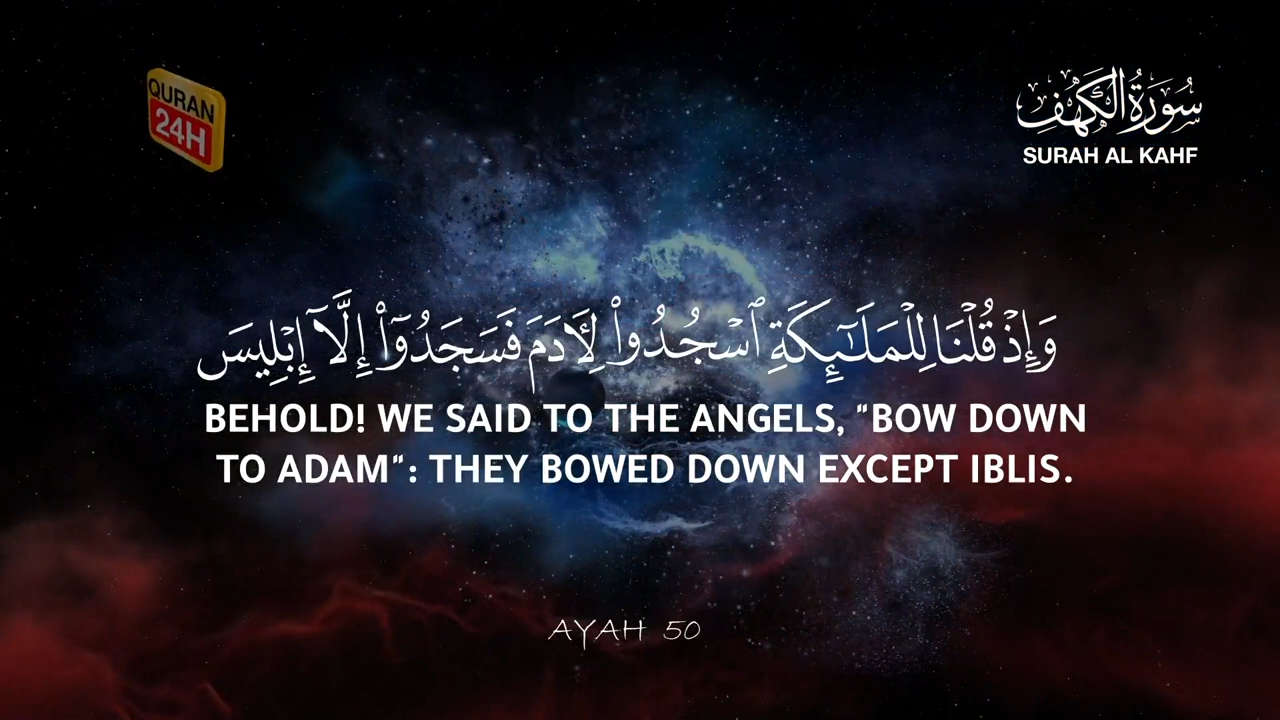 QURAN
24H
سُورَةُ الكَهْفِ
SURAH AL KAHF
وَإِذْ قُلْنَا لِلْمَلَـٰٓئِكَةِ ٱسْجُدُوا۟ لِـَٔادَمَ فَسَجَدُوٓا۟ إِلَّآ إِبْلِيسَ
BEHOLD! WE SAID TO THE ANGELS, "BOW DOWN
TO ADAM": THEY BOWED DOWN EXCEPT IBLIS.
AYAH 50